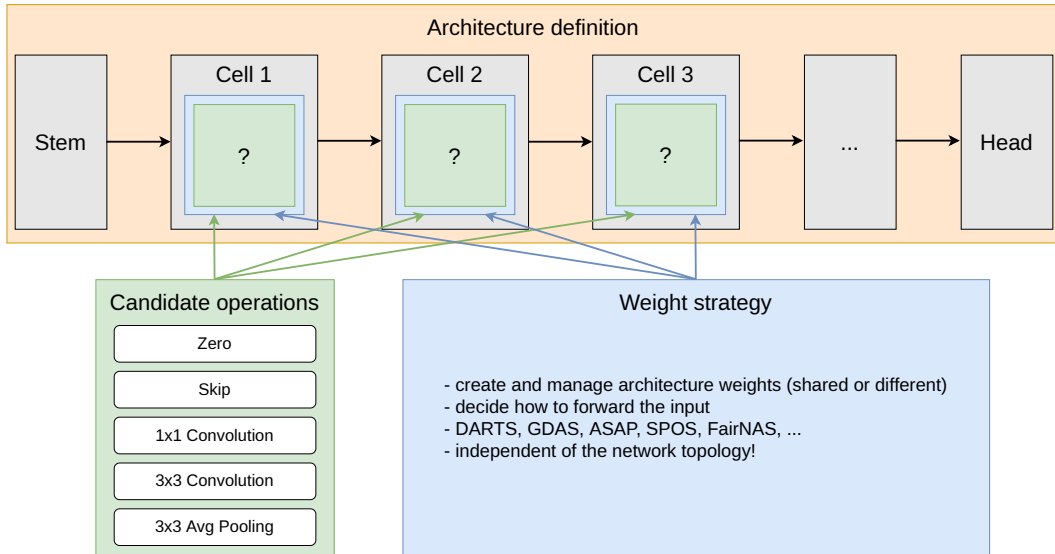 Architecture definition
Stem
Cell 1
?
Cell 2
?
Cell 3
?
...
Head
Candidate operations
Zero
Skip
1x1 Convolution
3x3 Convolution
3x3 Avg Pooling
Weight strategy
- create and manage architecture weights (shared or different)
- decide how to forward the input
- DARTS, GDAS, ASAP, SPOS, FairNAS, ...
- independent of the network topology!